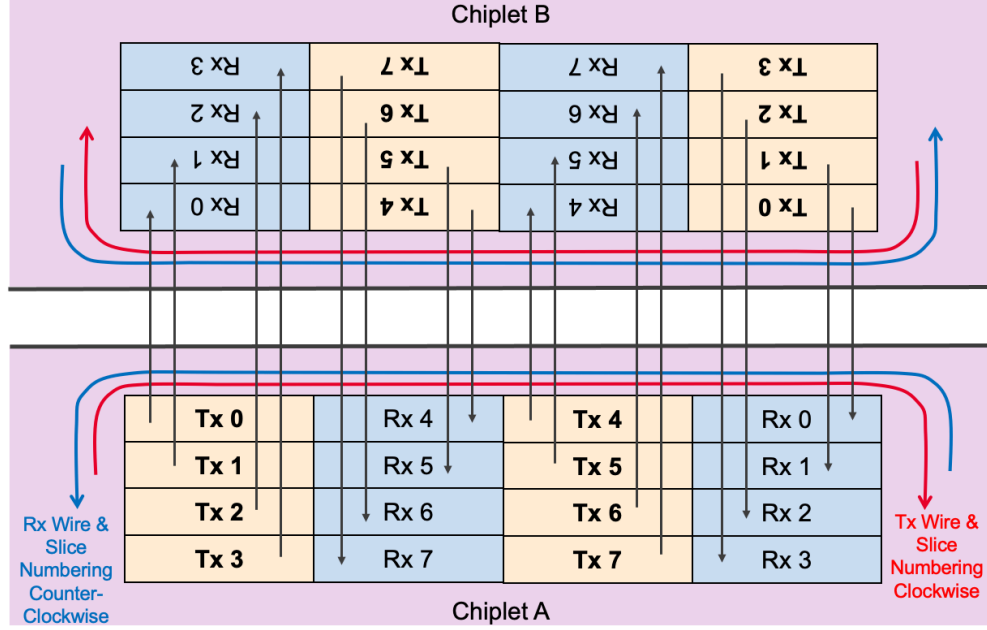 Chiplet B
Rx 3 Tx 7 Rx 7 Tx 3
Rx 2 Tx 6 Rx 6 Tx 2
Rx 1 Tx 5 Rx 5 Tx 1
Rx 0 Tx 4 Rx 4 Tx 0
Tx 0 Rx 4 Tx 4 Rx 0
Tx 1 Rx 5 Tx 5 Rx 1
Tx 2 Rx 6 Tx 6 Rx 2
Tx 3 Rx 7 Tx 7 Rx 3
Rx Wire &
Slice
Numbering
Counter-
Clockwise
Tx Wire &
Slice
Numbering
Clockwise
Chiplet A